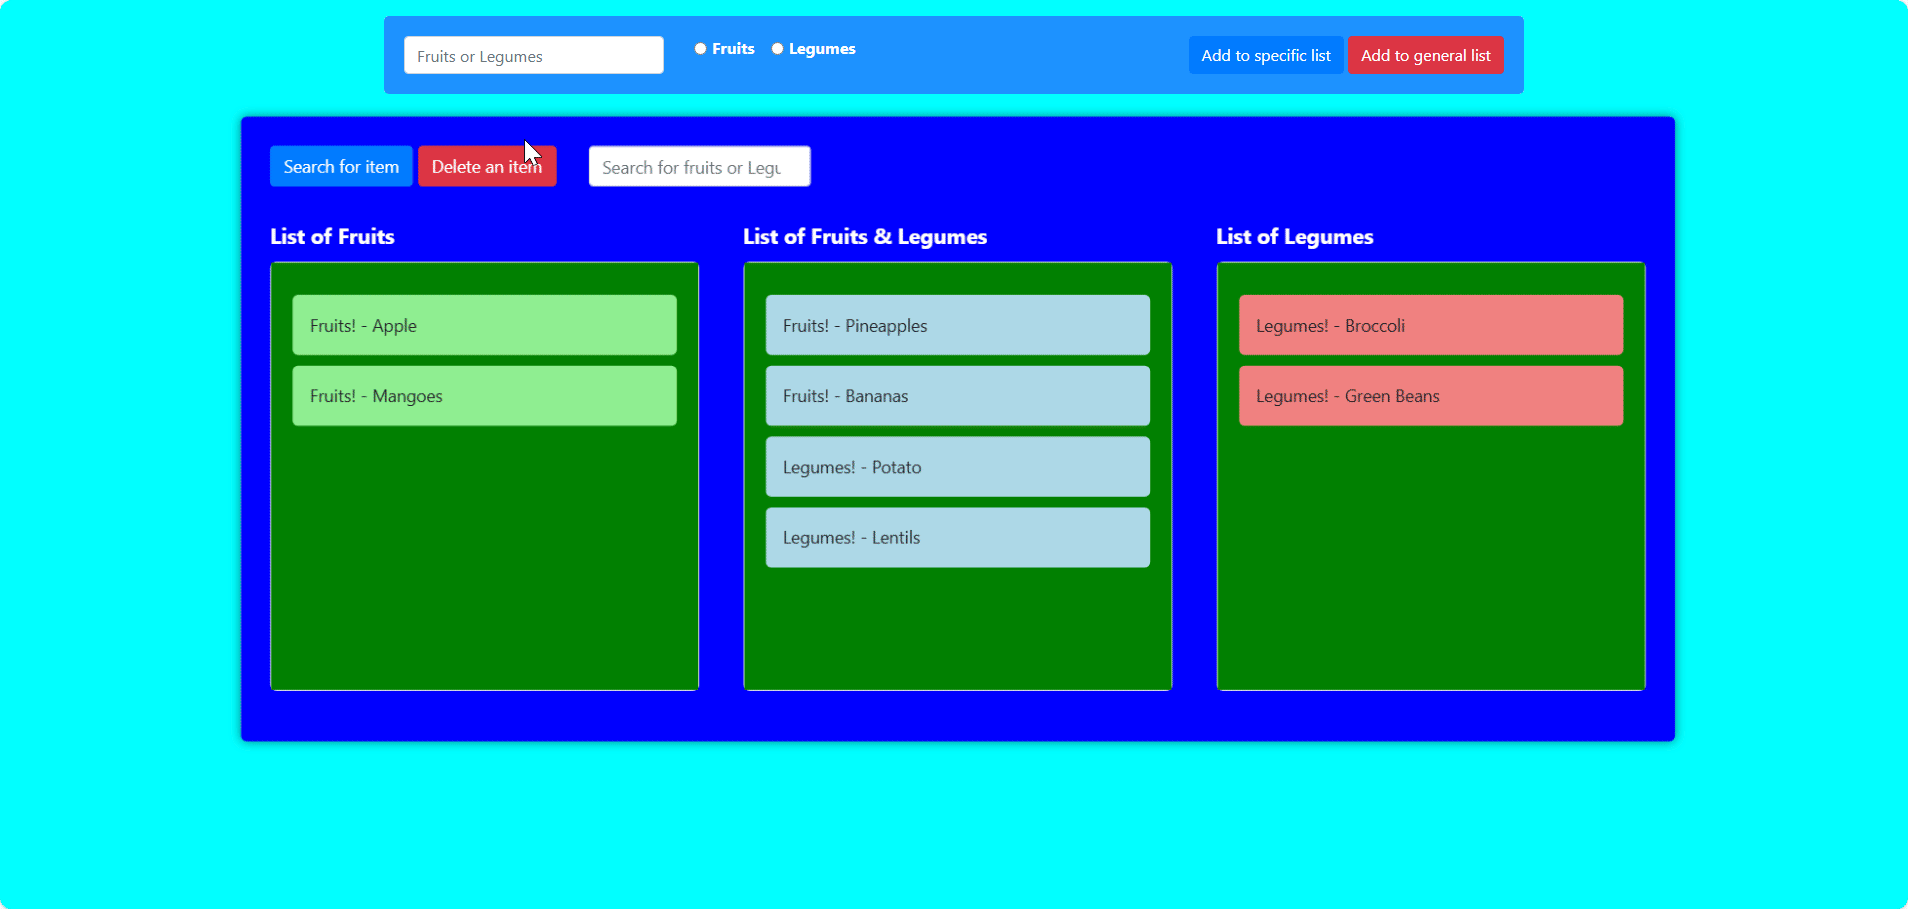 Fruits or Legumes
Fruits
Legumes
Add to specific list
Add to general list
Search for item
Delete an item
Search for fruits or Legu
List of Fruits
Fruits! - Apple
Fruits! - Mangoes
List of Fruits & Legumes
Fruits! - Pineapples
Fruits! - Bananas
Legumes! - Potato
Legumes! - Lentils
List of Legumes
Legumes! - Broccoli
Legumes! - Green Beans